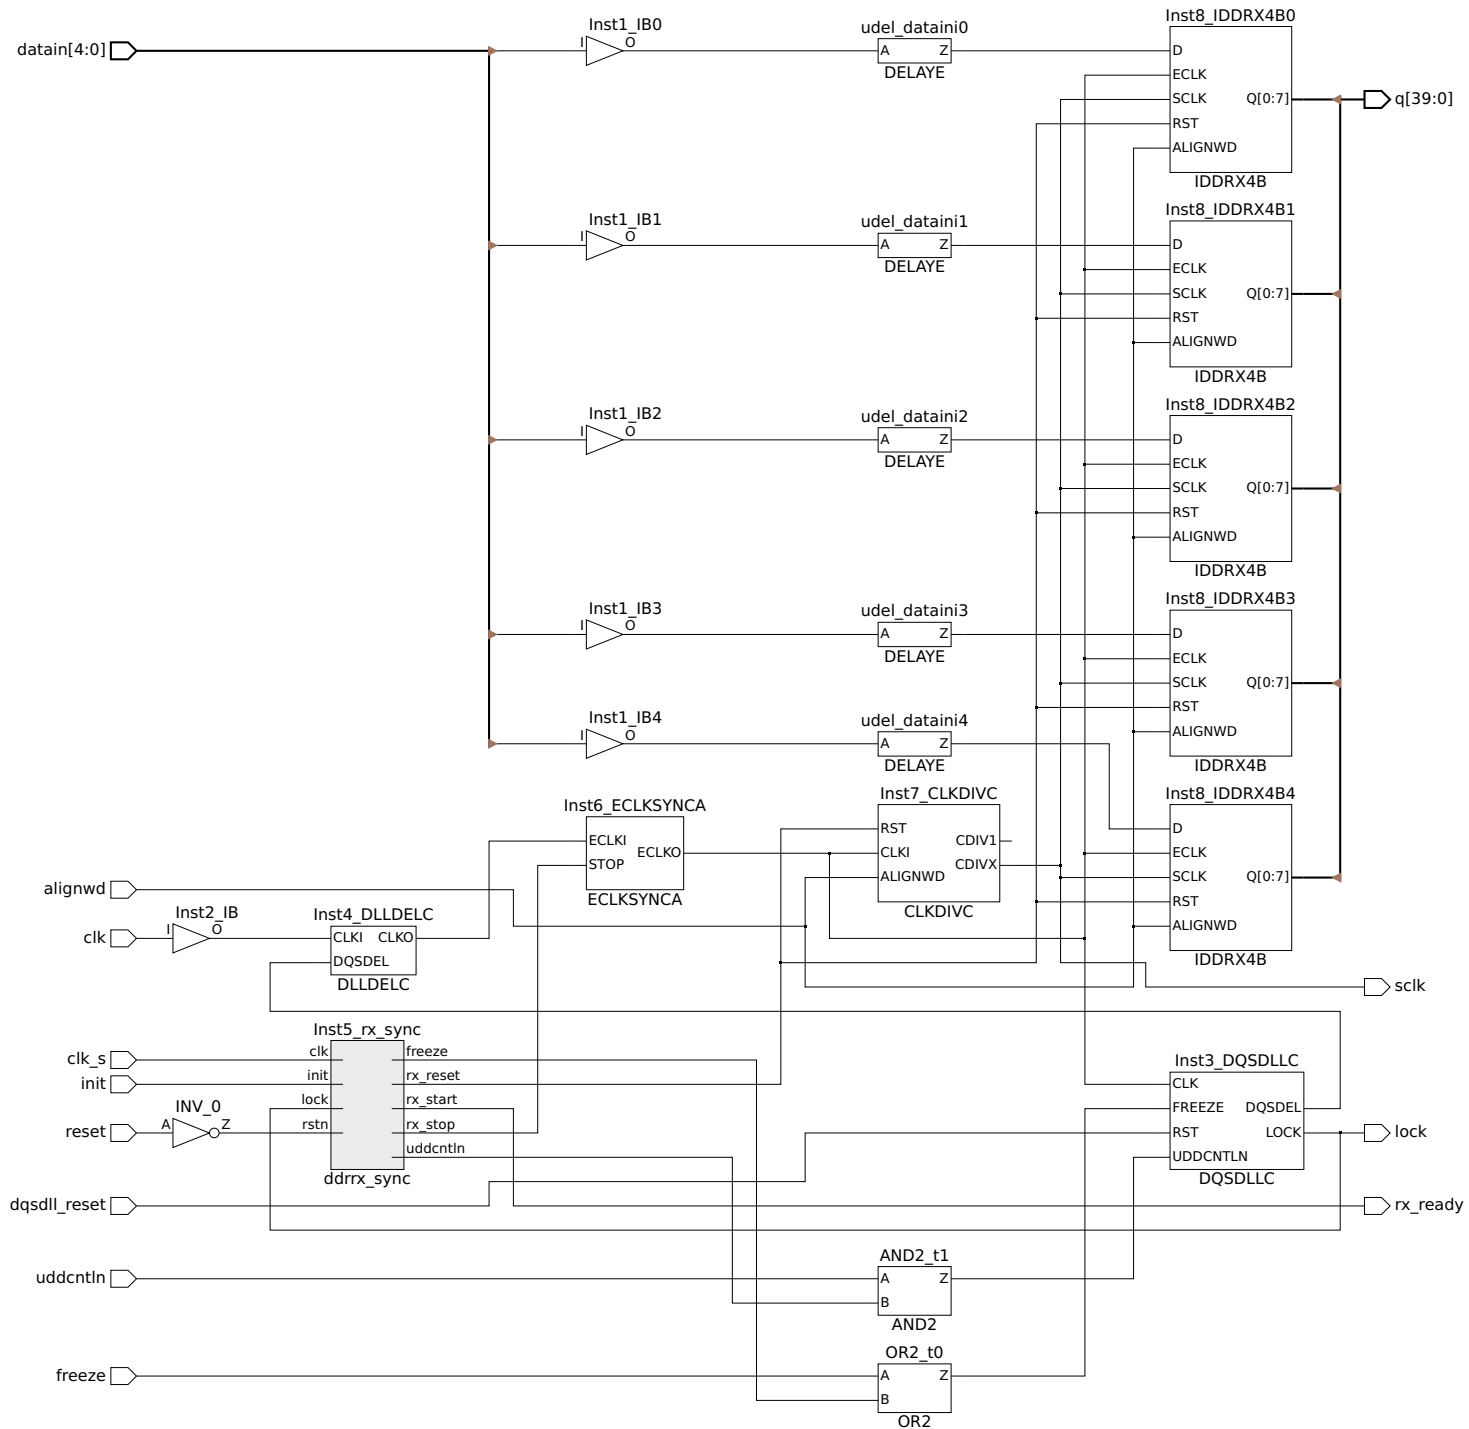 Inst8_IDDRX4B0
Inst1_IB0
udel_dataini0
datain[4:0]
I
O
A
Z
D
DELAYE
ECLK
SCLK
Q[0:7]
q[39:0]
RST
ALIGNWD
IDDRX4B
Inst8_IDDRX4B1
Inst1_IB1
udel_dataini1
I
O
A
Z
D
DELAYE
ECLK
SCLK
Q[0:7]
RST
ALIGNWD
IDDRX4B
Inst8_IDDRX4B2
Inst1_IB2
udel_dataini2
I
O
A
Z
D
DELAYE
ECLK
SCLK
Q[0:7]
RST
ALIGNWD
IDDRX4B
Inst8_IDDRX4B3
Inst1_IB3
udel_dataini3
I
O
A
Z
D
DELAYE
ECLK
SCLK
Q[0:7]
RST
ALIGNWD
IDDRX4B
Inst1_IB4
udel_dataini4
I
O
A
Z
DELAYE
Inst8_IDDRX4B4
D
ECLK
SCLK
Q[0:7]
RST
ALIGNWD
IDDRX4B
Inst7_CLKDIVC
RST
CDIV1
CLKI
CDIVX
ALIGNWD
CLKDIVC
Inst6_ECLKSYNCA
ECLKI
ECLKO
STOP
ECLKSYNCA
alignwd
Inst2_IB
clk
I
O
Inst4_DLLDELC
CLKI
CLKO
DQSDEL
DLLDELC
sclk
Inst5_rx_sync
clk_s
clk
freeze
init
init
rx_reset
lock
rx_start
INV_0
reset
A
Z
rstn
rx_stop
uddcntln
ddrrx_sync
Inst3_DQSDLLC
CLK
FREEZE
DQSDEL
RST
LOCK
lock
UDDCNTLN
DQSDLLC
dqsdll_reset
rx_ready
AND2_t1
uddcntln
A
Z
B
AND2
OR2_t0
freeze
A
Z
B
OR2